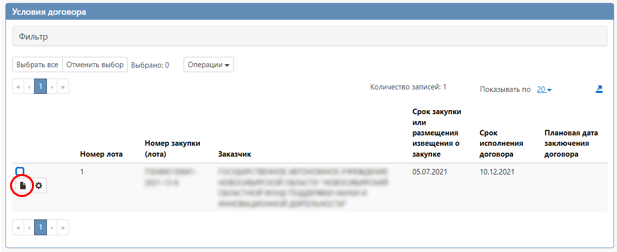 Условия договора
Фильтр
Выбрать все Отменить выбор Выбрано: 0 Операции
« ‹ 1 › » Количество записей: 1 Показывать по 20
Номер лота Номер закупки (лота) Заказчик Срок закупки или размещения извещения о закупке Срок исполнения договора Плановая дата заключения договора
1 05.07.2021 10.12.2021
« ‹ 1 › »